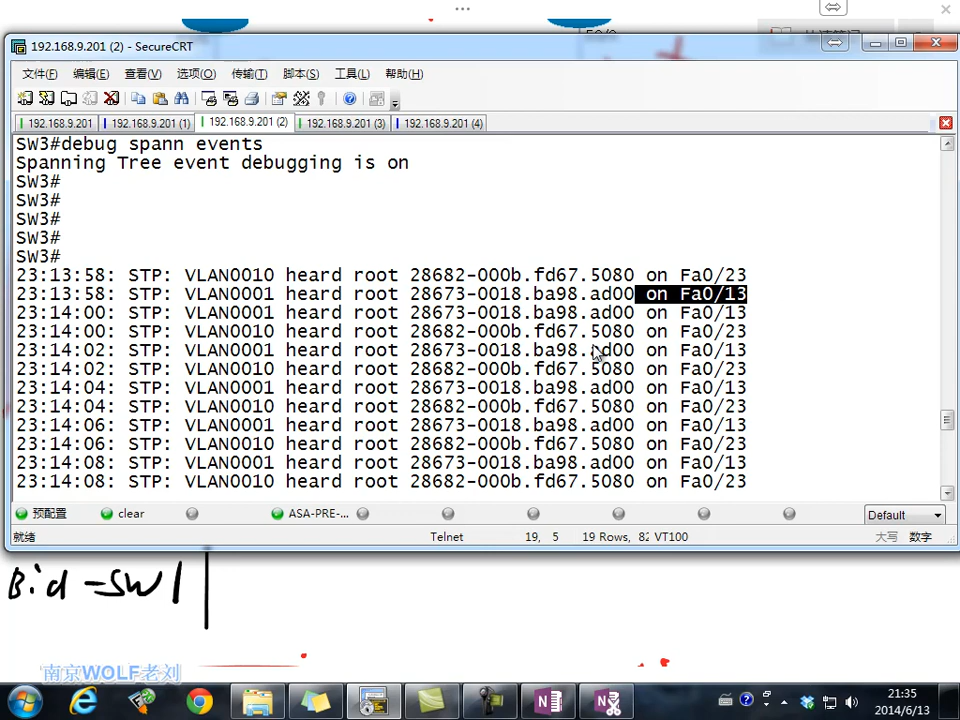 192.168.9.201 (2) - SecureCRT
文件(F) 编辑(E) 查看(V) 选项(O) 传输(T) 脚本(S) 工具(L) 帮助(H)
192.168.9.201 192.168.9.201 (1) 192.168.9.201 (2) 192.168.9.201 (3) 192.168.9.201 (4)
SW3#debug spann events
Spanning Tree event debugging is on
SW3#
SW3#
SW3#
SW3#
SW3#
23:13:58: STP: VLAN0010 heard root 28682-000b.fd67.5080 on Fa0/23
23:13:58: STP: VLAN0001 heard root 28673-0018.ba98.ad00 on Fa0/13
23:14:00: STP: VLAN0001 heard root 28673-0018.ba98.ad00 on Fa0/13
23:14:00: STP: VLAN0010 heard root 28682-000b.fd67.5080 on Fa0/23
23:14:02: STP: VLAN0001 heard root 28673-0018.ba98.ad00 on Fa0/13
23:14:02: STP: VLAN0010 heard root 28682-000b.fd67.5080 on Fa0/23
23:14:04: STP: VLAN0001 heard root 28673-0018.ba98.ad00 on Fa0/13
23:14:04: STP: VLAN0010 heard root 28682-000b.fd67.5080 on Fa0/23
23:14:06: STP: VLAN0001 heard root 28673-0018.ba98.ad00 on Fa0/13
23:14:06: STP: VLAN0010 heard root 28682-000b.fd67.5080 on Fa0/23
23:14:08: STP: VLAN0001 heard root 28673-0018.ba98.ad00 on Fa0/13
23:14:08: STP: VLAN0010 heard root 28682-000b.fd67.5080 on Fa0/23
预配置 clear ASA-PRE-... Default
就绪 Telnet 19, 5 19 Rows, 82 VT100 大写 数字
Bid =SW1
南京WOLF老刘
21:35
2014/6/13